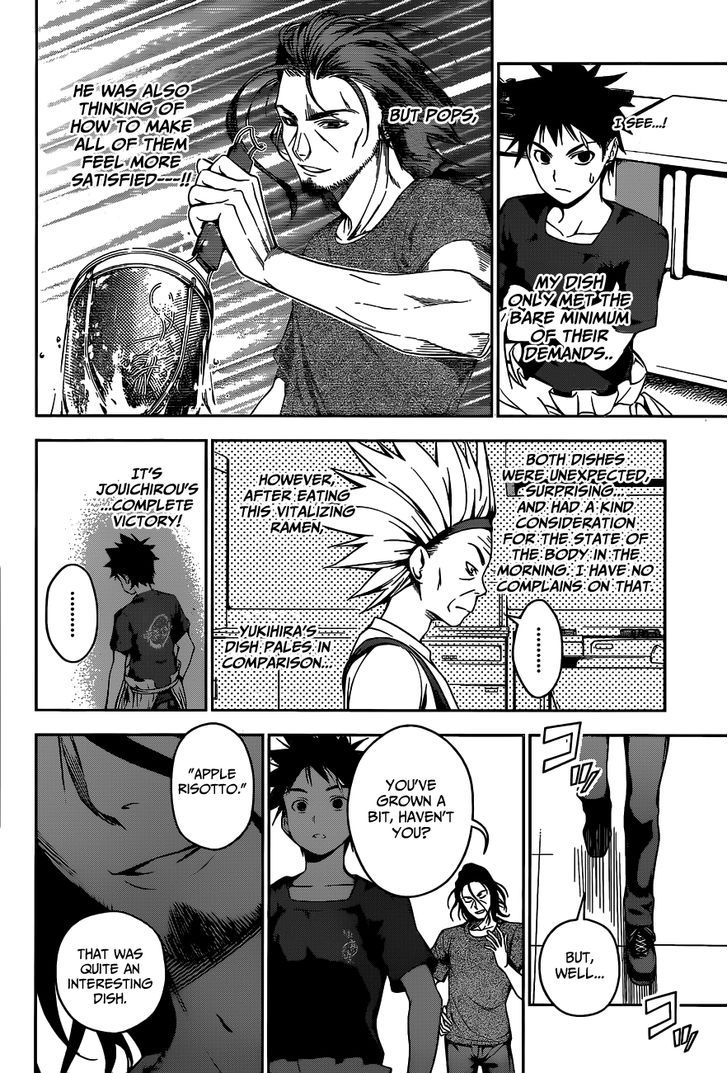 I SEE...!
MY DISH
ONLY MET THE
BARE MINIMUM
OF THEIR
DEMANDS..
BUT POPS,
HE WAS ALSO
THINKING OF
HOW TO MAKE
ALL OF THEM
FEEL MORE
SATISFIED---!!
BOTH DISHES
WERE UNEXPECTED,
SURPRISING...
AND HAD A KIND
CONSIDERATION
FOR THE STATE OF
THE BODY IN THE
MORNING. I HAVE NO
COMPLAINS ON THAT
........
HOWEVER,
AFTER EATING
THIS VITALIZING
RAMEN,
YUKIHIRA'S
DISH PALES IN
COMPARISON...
IT'S
JOUICHIROU'S
...COMPLETE
VICTORY!
........
コツ
BUT,
WELL...
コツ
YOU'VE
GROWN A
BIT, HAVEN'T
YOU?
"APPLE
RISOTTO."
THAT WAS
QUITE AN
INTERESTING
DISH.